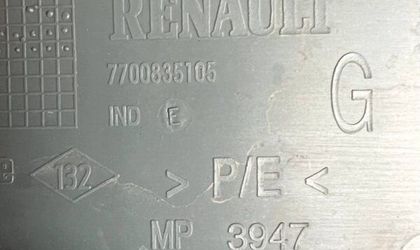 RENAULT
7700835105
IND E
G
132 > P/E <
MP 3947